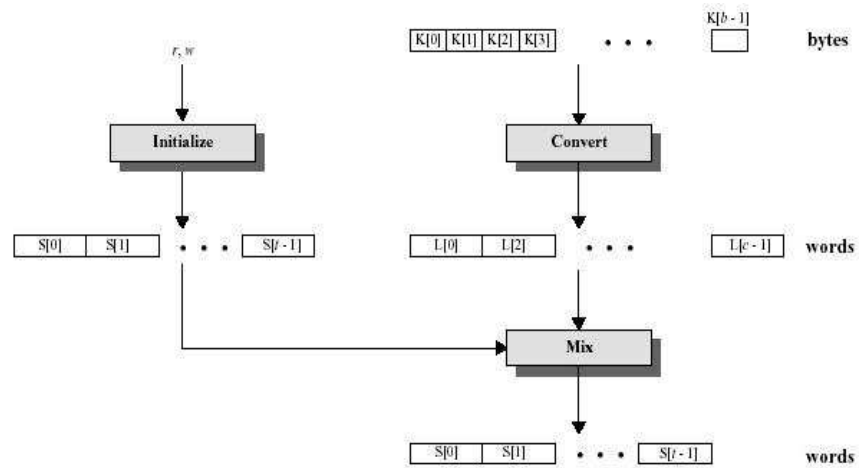 K[b - 1]
K[0] K[1] K[2] K[3] • • • bytes
r, w
Initialize Convert
S[0] S[1] • • • S[t - 1] L[0] L[2] • • • L[c - 1] words
Mix
S[0] S[1] • • • S[t - 1] words